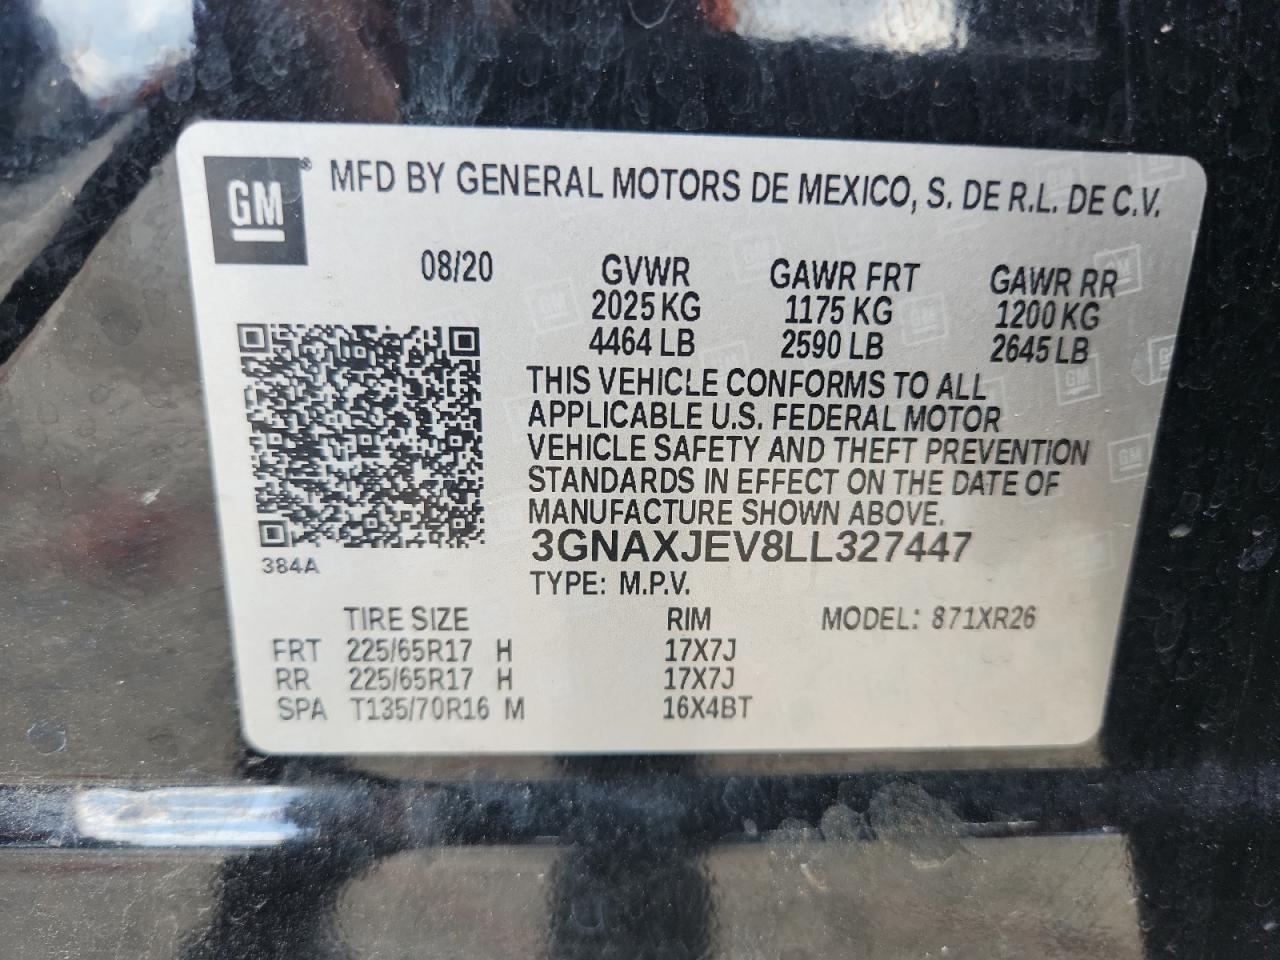 GM® MFD BY GENERAL MOTORS DE MEXICO, S. DE R.L. DE C.V.
08/20 GVWR GAWR FRT GAWR RR
2025 KG 1175 KG 1200 KG
4464 LB 2590 LB 2645 LB
THIS VEHICLE CONFORMS TO ALL
APPLICABLE U.S. FEDERAL MOTOR
VEHICLE SAFETY AND THEFT PREVENTION
STANDARDS IN EFFECT ON THE DATE OF
MANUFACTURE SHOWN ABOVE.
3GNAXJEV8LL327447
384A
TYPE: M.P.V.
TIRE SIZE RIM MODEL: 871XR26
FRT 225/65R17 H 17X7J
RR 225/65R17 H 17X7J
SPA T135/70R16 M 16X4BT